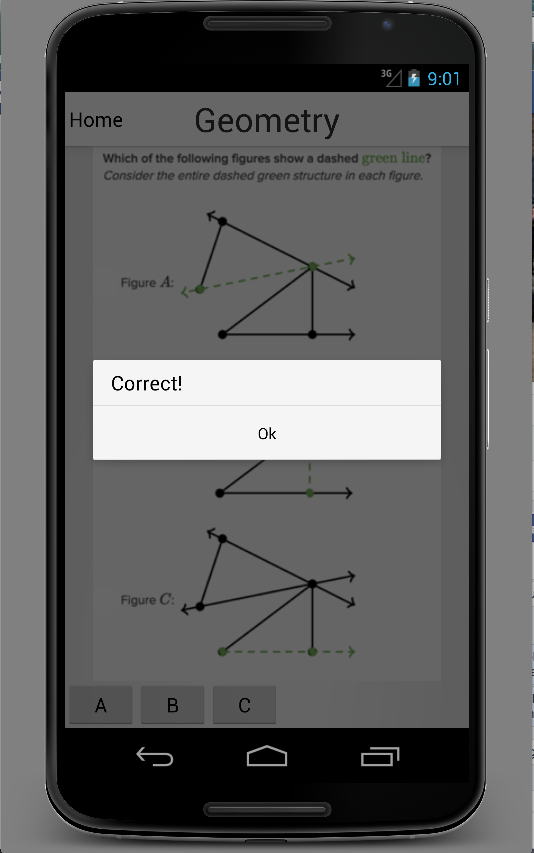 3G 9:01
Home Geometry
Which of the following figures show a dashed green line?
Consider the entire dashed green structure in each figure.
Figure A:
Correct!
Ok
Figure C:
A B C